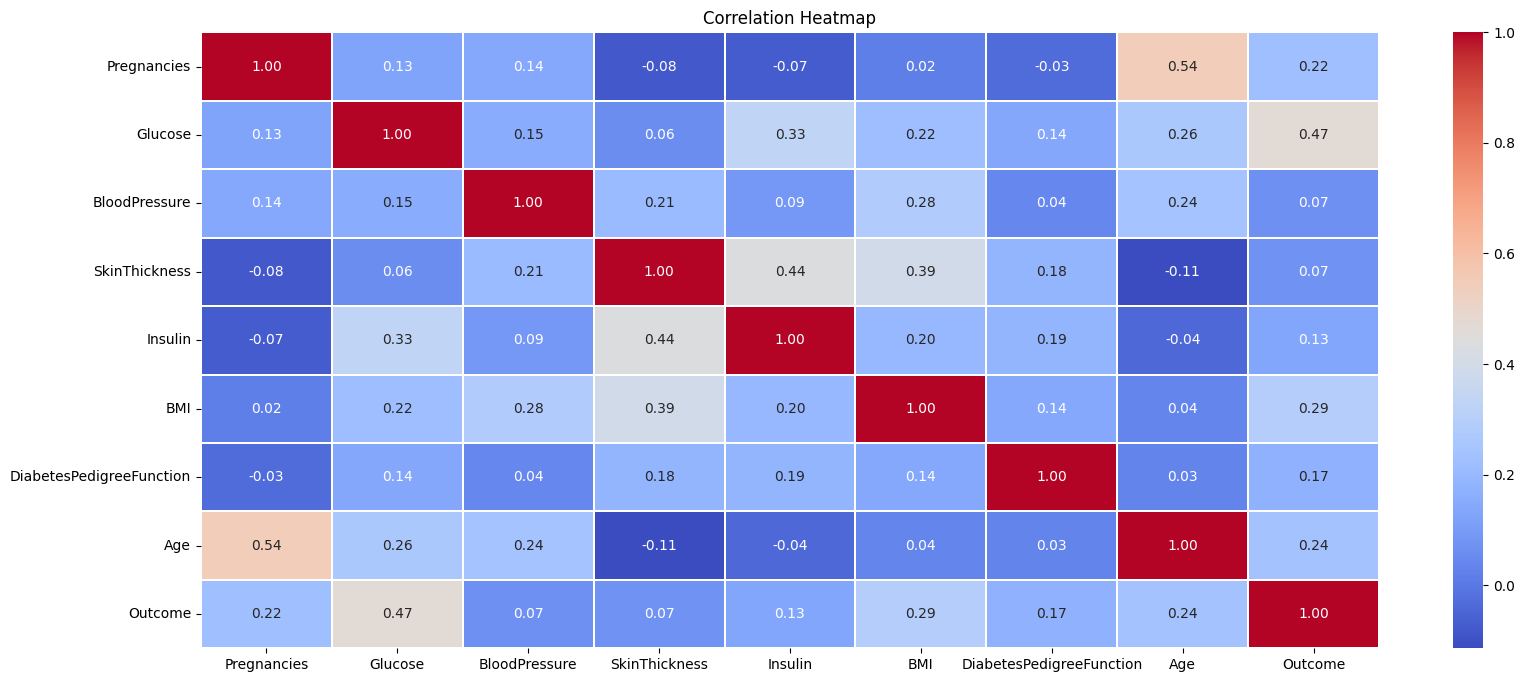 Correlation Heatmap
Pregnancies 1.00 0.13 0.14 -0.08 -0.07 0.02 -0.03 0.54 0.22
Glucose 0.13 1.00 0.15 0.06 0.33 0.22 0.14 0.26 0.47
BloodPressure 0.14 0.15 1.00 0.21 0.09 0.28 0.04 0.24 0.07
SkinThickness -0.08 0.06 0.21 1.00 0.44 0.39 0.18 -0.11 0.07
Insulin -0.07 0.33 0.09 0.44 1.00 0.20 0.19 -0.04 0.13
BMI 0.02 0.22 0.28 0.39 0.20 1.00 0.14 0.04 0.29
DiabetesPedigreeFunction -0.03 0.14 0.04 0.18 0.19 0.14 1.00 0.03 0.17
Age 0.54 0.26 0.24 -0.11 -0.04 0.04 0.03 1.00 0.24
Outcome 0.22 0.47 0.07 0.07 0.13 0.29 0.17 0.24 1.00
Pregnancies Glucose BloodPressure SkinThickness Insulin BMI DiabetesPedigreeFunction Age Outcome
1.0
0.8
0.6
0.4
0.2
0.0